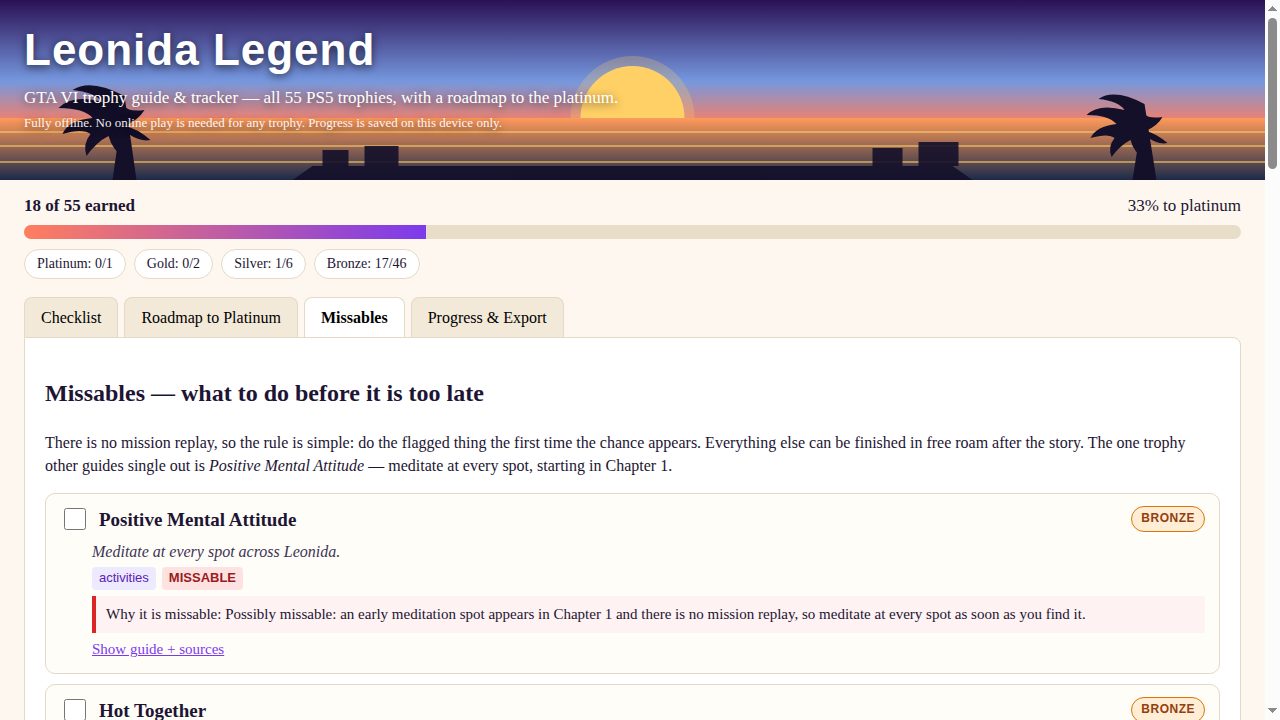 Leonida Legend
GTA VI trophy guide & tracker — all 55 PS5 trophies, with a roadmap to the platinum.
Fully offline. No online play is needed for any trophy. Progress is saved on this device only.
18 of 55 earned
33% to platinum
Platinum: 0/1
Gold: 0/2
Silver: 1/6
Bronze: 17/46
Checklist
Roadmap to Platinum
Missables
Progress & Export
Missables — what to do before it is too late
There is no mission replay, so the rule is simple: do the flagged thing the first time the chance appears. Everything else can be finished in free roam after the story. The one trophy
other guides single out is Positive Mental Attitude — meditate at every spot, starting in Chapter 1.
Positive Mental Attitude
BRONZE
Meditate at every spot across Leonida.
activities
MISSABLE
Why it is missable: Possibly missable: an early meditation spot appears in Chapter 1 and there is no mission replay, so meditate at every spot as soon as you find it.
Show guide + sources
Hot Together
BRONZE